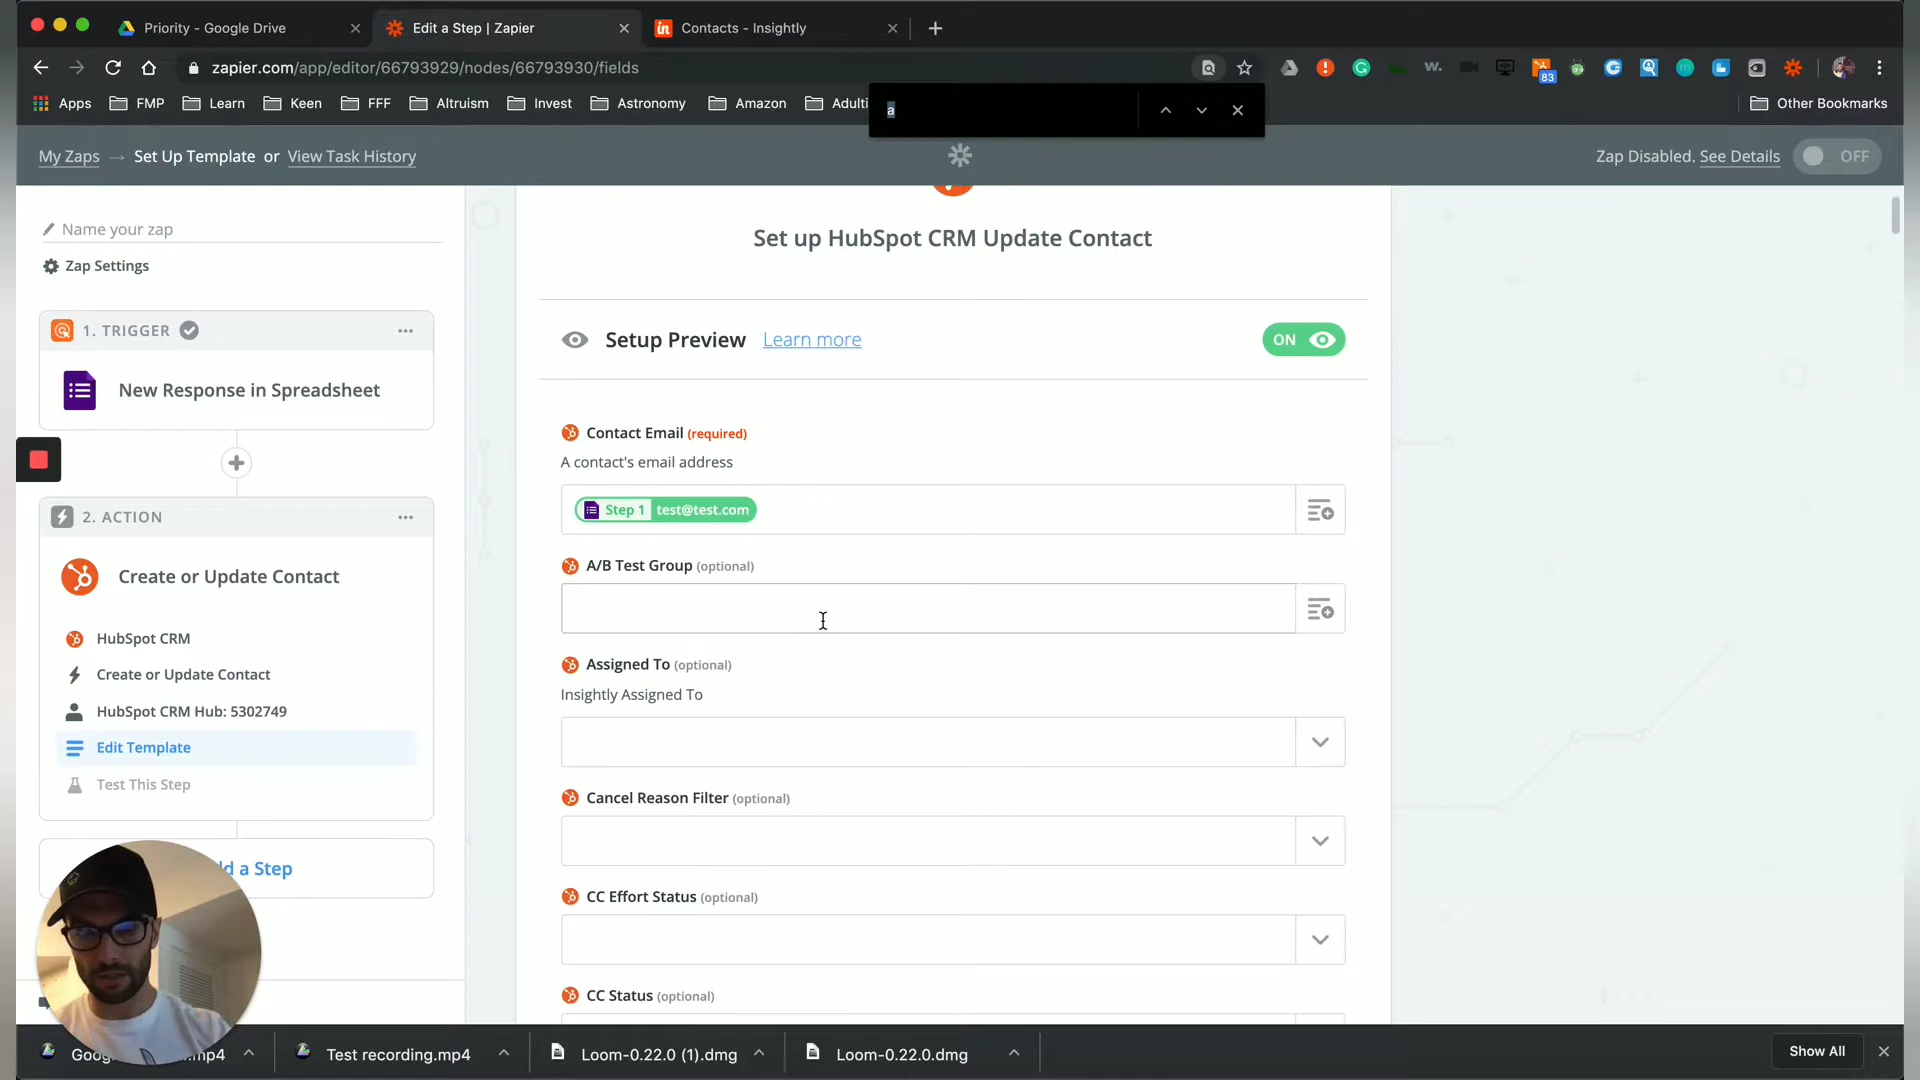 Priority - Google Drive
Edit a Step | Zapier
Contacts - Insightly
zapier.com/app/editor/66793929/nodes/66793930/fields
83
Apps
FMP
Learn
Keen
FFF
Altruism
Invest
Astronomy
Amazon
Adulti
Other Bookmarks
a
My Zaps → Set Up Template or View Task History
Zap Disabled. See Details
OFF
Name your zap
Zap Settings
1. TRIGGER
New Response in Spreadsheet
2. ACTION
Create or Update Contact
HubSpot CRM
Create or Update Contact
HubSpot CRM Hub: 5302749
Edit Template
Test This Step
d a Step
Set up HubSpot CRM Update Contact
Setup Preview Learn more
ON
Contact Email (required)
A contact's email address
Step 1 test@test.com
A/B Test Group (optional)
Assigned To (optional)
Insightly Assigned To
Cancel Reason Filter (optional)
CC Effort Status (optional)
CC Status (optional)
Goog
.mp4
Test recording.mp4
Loom-0.22.0 (1).dmg
Loom-0.22.0.dmg
Show All